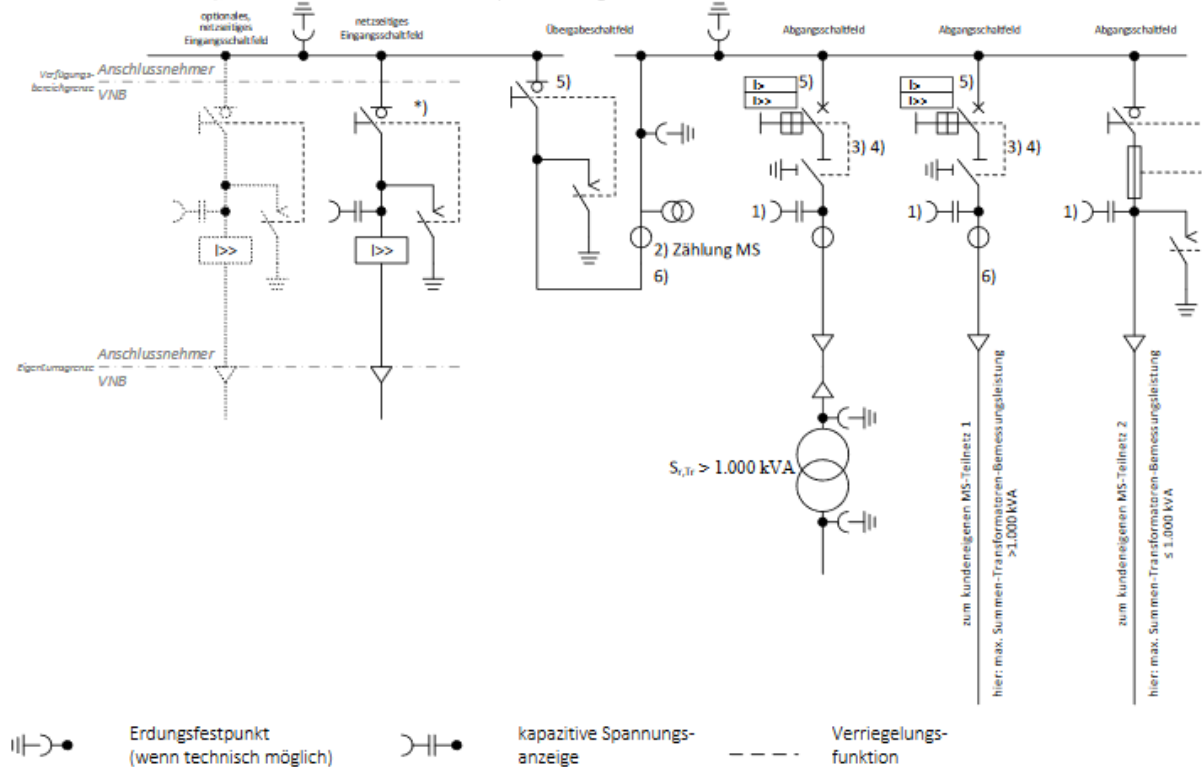 optionales,
netzseitiges
Eingangsschaltfeld
netzseitiges
Eingangsschaltfeld
Übergabeschaltfeld
Abgangsschaltfeld
Abgangsschaltfeld
Abgangsschaltfeld
Verfügungs-
bereichgrenze
Anschlussnehmer
VNB
*)
5)
I>
I>>
5)
3) 4)
I>
I>>
5)
3) 4)
1)
1)
1)
I>>
I>>
2) Zählung MS
6)
6)
Eigentumsgrenze
Anschlussnehmer
VNB
Sr,Tr > 1.000 kVA
zum kundeneigenen MS-Teilnetz 1
hier: max. Summen-Transformatoren-Bemessungsleistung
>1.000 kVA
zum kundeneigenen MS-Teilnetz 2
hier: max. Summen-Transformatoren-Bemessungsleistung
≤ 1.000 kVA
Erdungsfestpunkt
(wenn technisch möglich)
kapazitive Spannungs-
anzeige
Verriegelungs-
funktion